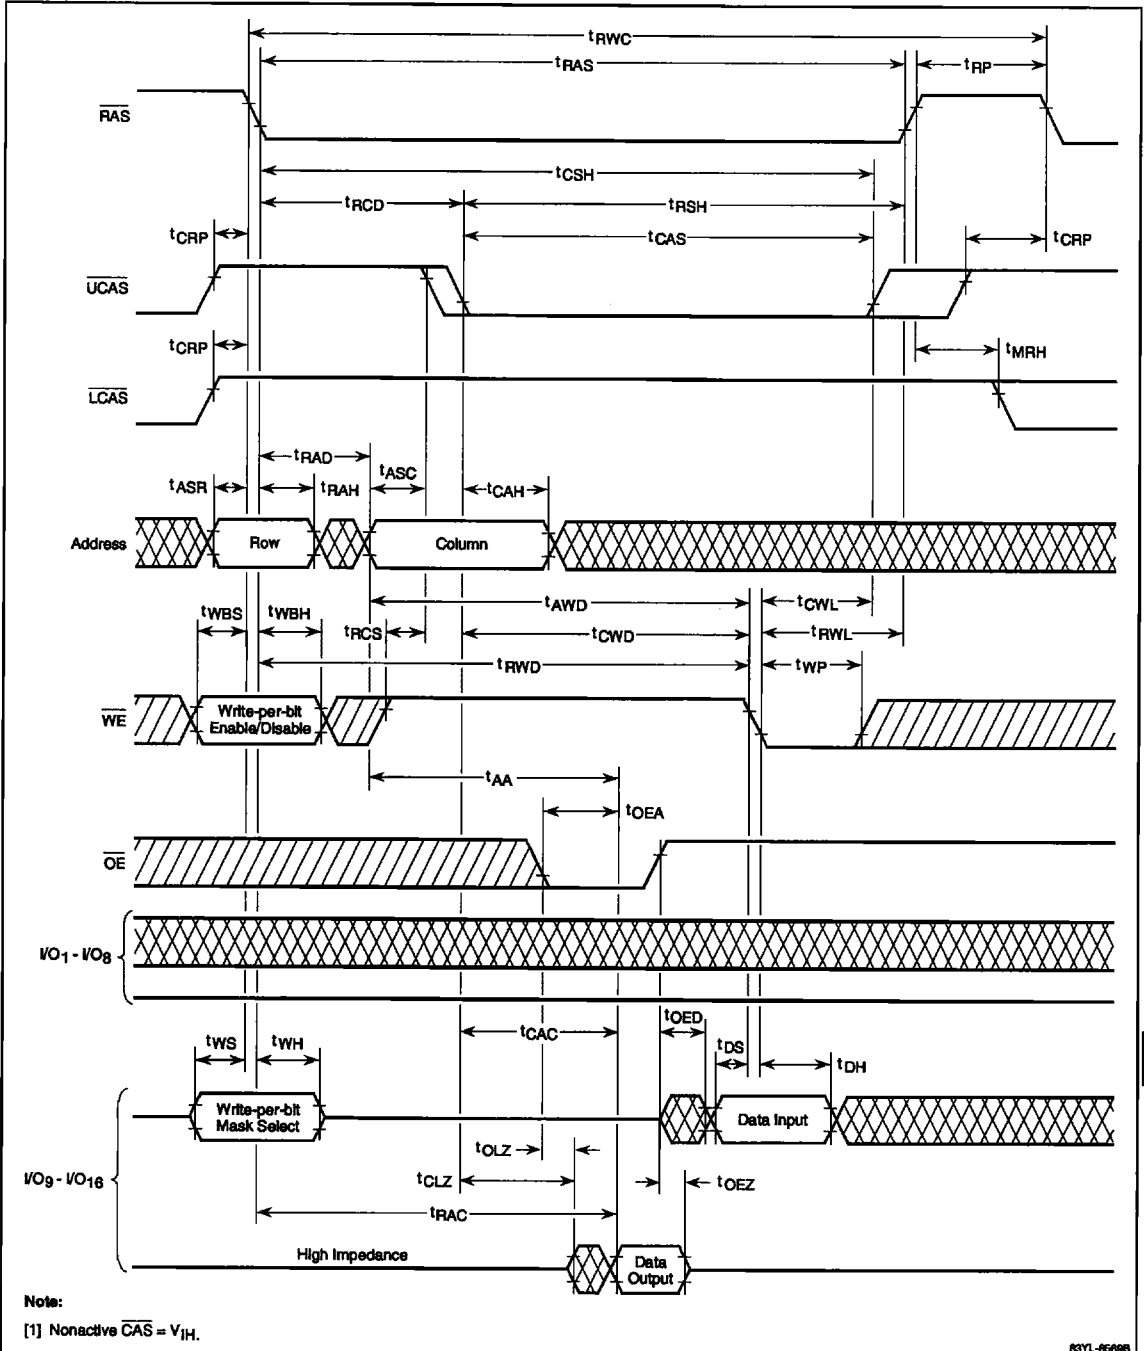 tRWC
tRAS
tRP
RAS
tCSH
tRCD
tRSH
tCRP
tCAS
tCRP
UCAS
tCRP
tMRH
LCAS
tRAD
tASC
tASR
tRAH
tCAH
Address
Row
Column
tAWD
tCWL
tWBS
tWBH
tRCS
tCWD
tRWL
tRWD
tWP
WE
Write-per-bit
Enable/Disable
tAA
tOEA
OE
I/O1 - I/O8
tOED
tCAC
tWS
tWH
tDS
tDH
Write-per-bit
Mask Select
Data Input
tOLZ
I/O9 - I/O16
tCLZ
tOEZ
tRAC
High Impedance
Data
Output
Note:
[1] Nonactive CAS = VIH.
83YL-6569B